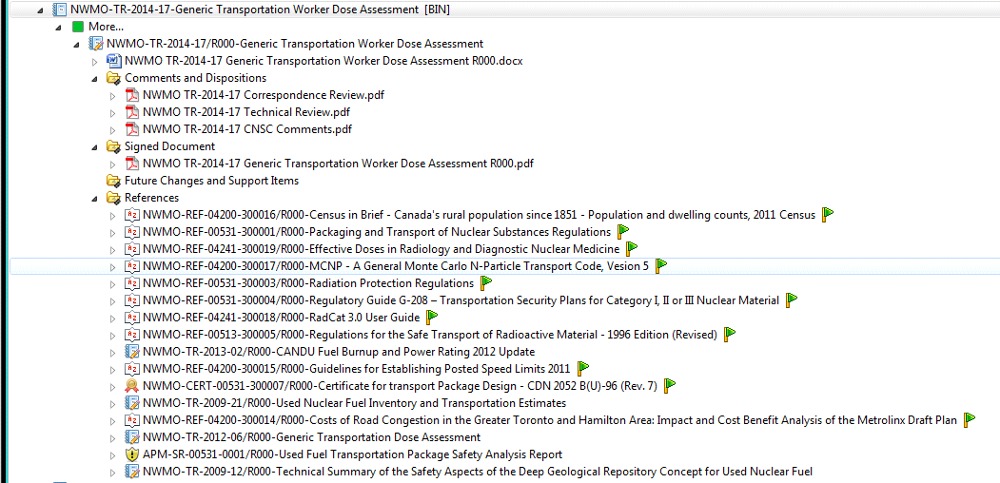 NWMO-TR-2014-17-Generic Transportation Worker Dose Assessment [BIN]
More...
NWMO-TR-2014-17/R000-Generic Transportation Worker Dose Assessment
NWMO TR-2014-17 Generic Transportation Worker Dose Assessment R000.docx
Comments and Dispositions
NWMO TR-2014-17 Correspondence Review.pdf
NWMO TR-2014-17 Technical Review.pdf
NWMO TR-2014-17 CNSC Comments.pdf
Signed Document
NWMO TR-2014-17 Generic Transportation Worker Dose Assessment R000.pdf
Future Changes and Support Items
References
NWMO-REF-04200-300016/R000-Census in Brief - Canada's rural population since 1851 - Population and dwelling counts, 2011 Census
NWMO-REF-00531-300001/R000-Packaging and Transport of Nuclear Substances Regulations
NWMO-REF-04241-300019/R000-Effective Doses in Radiology and Diagnostic Nuclear Medicine
NWMO-REF-04200-300017/R000-MCNP - A General Monte Carlo N-Particle Transport Code, Vesion 5
NWMO-REF-00531-300003/R000-Radiation Protection Regulations
NWMO-REF-00531-300004/R000-Regulatory Guide G-208 – Transportation Security Plans for Category I, II or III Nuclear Material
NWMO-REF-04241-300018/R000-RadCat 3.0 User Guide
NWMO-REF-00513-300005/R000-Regulations for the Safe Transport of Radioactive Material - 1996 Edition (Revised)
NWMO-TR-2013-02/R000-CANDU Fuel Burnup and Power Rating 2012 Update
NWMO-REF-04200-300015/R000-Guidelines for Establishing Posted Speed Limits 2011
NWMO-CERT-00531-300007/R000-Certificate for transport Package Design - CDN 2052 B(U)-96 (Rev. 7)
NWMO-TR-2009-21/R000-Used Nuclear Fuel Inventory and Transportation Estimates
NWMO-REF-04200-300014/R000-Costs of Road Congestion in the Greater Toronto and Hamilton Area: Impact and Cost Benefit Analysis of the Metrolinx Draft Plan
NWMO-TR-2012-06/R000-Generic Transportation Dose Assessment
APM-SR-00531-0001/R000-Used Fuel Transportation Package Safety Analysis Report
NWMO-TR-2009-12/R000-Technical Summary of the Safety Aspects of the Deep Geological Repository Concept for Used Nuclear Fuel